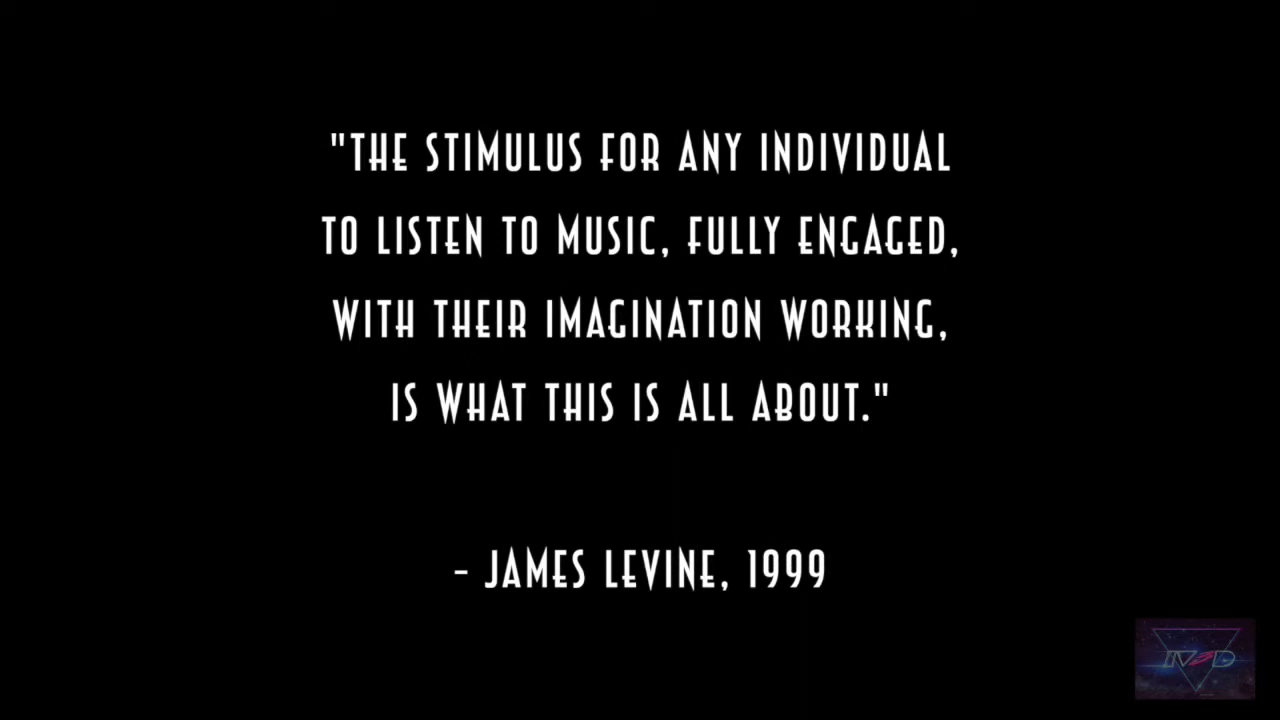 "THE STIMULUS FOR ANY INDIVIDUAL
TO LISTEN TO MUSIC, FULLY ENGAGED,
WITH THEIR IMAGINATION WORKING,
IS WHAT THIS IS ALL ABOUT."
- JAMES LEVINE, 1999